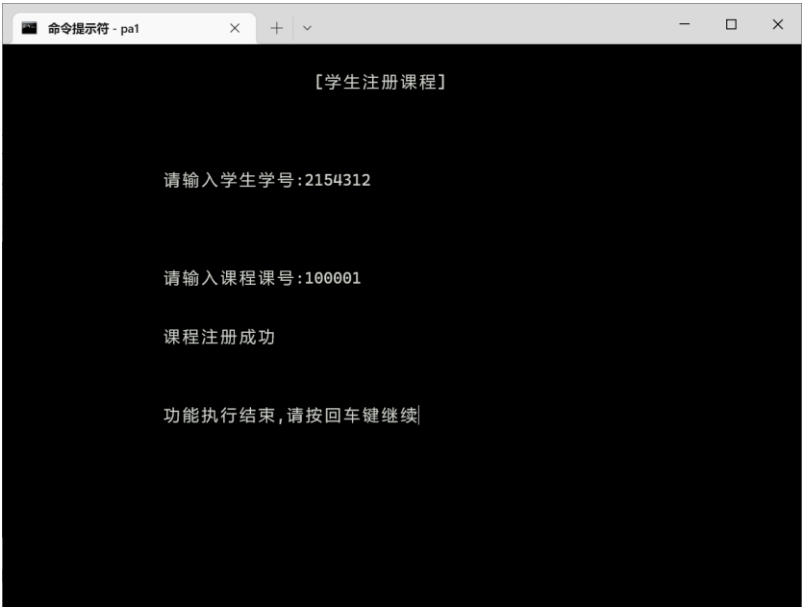 命令提示符 - pa1
[学生注册课程]
请输入学生学号:2154312
请输入课程课号:100001
课程注册成功
功能执行结束,请按回车键继续